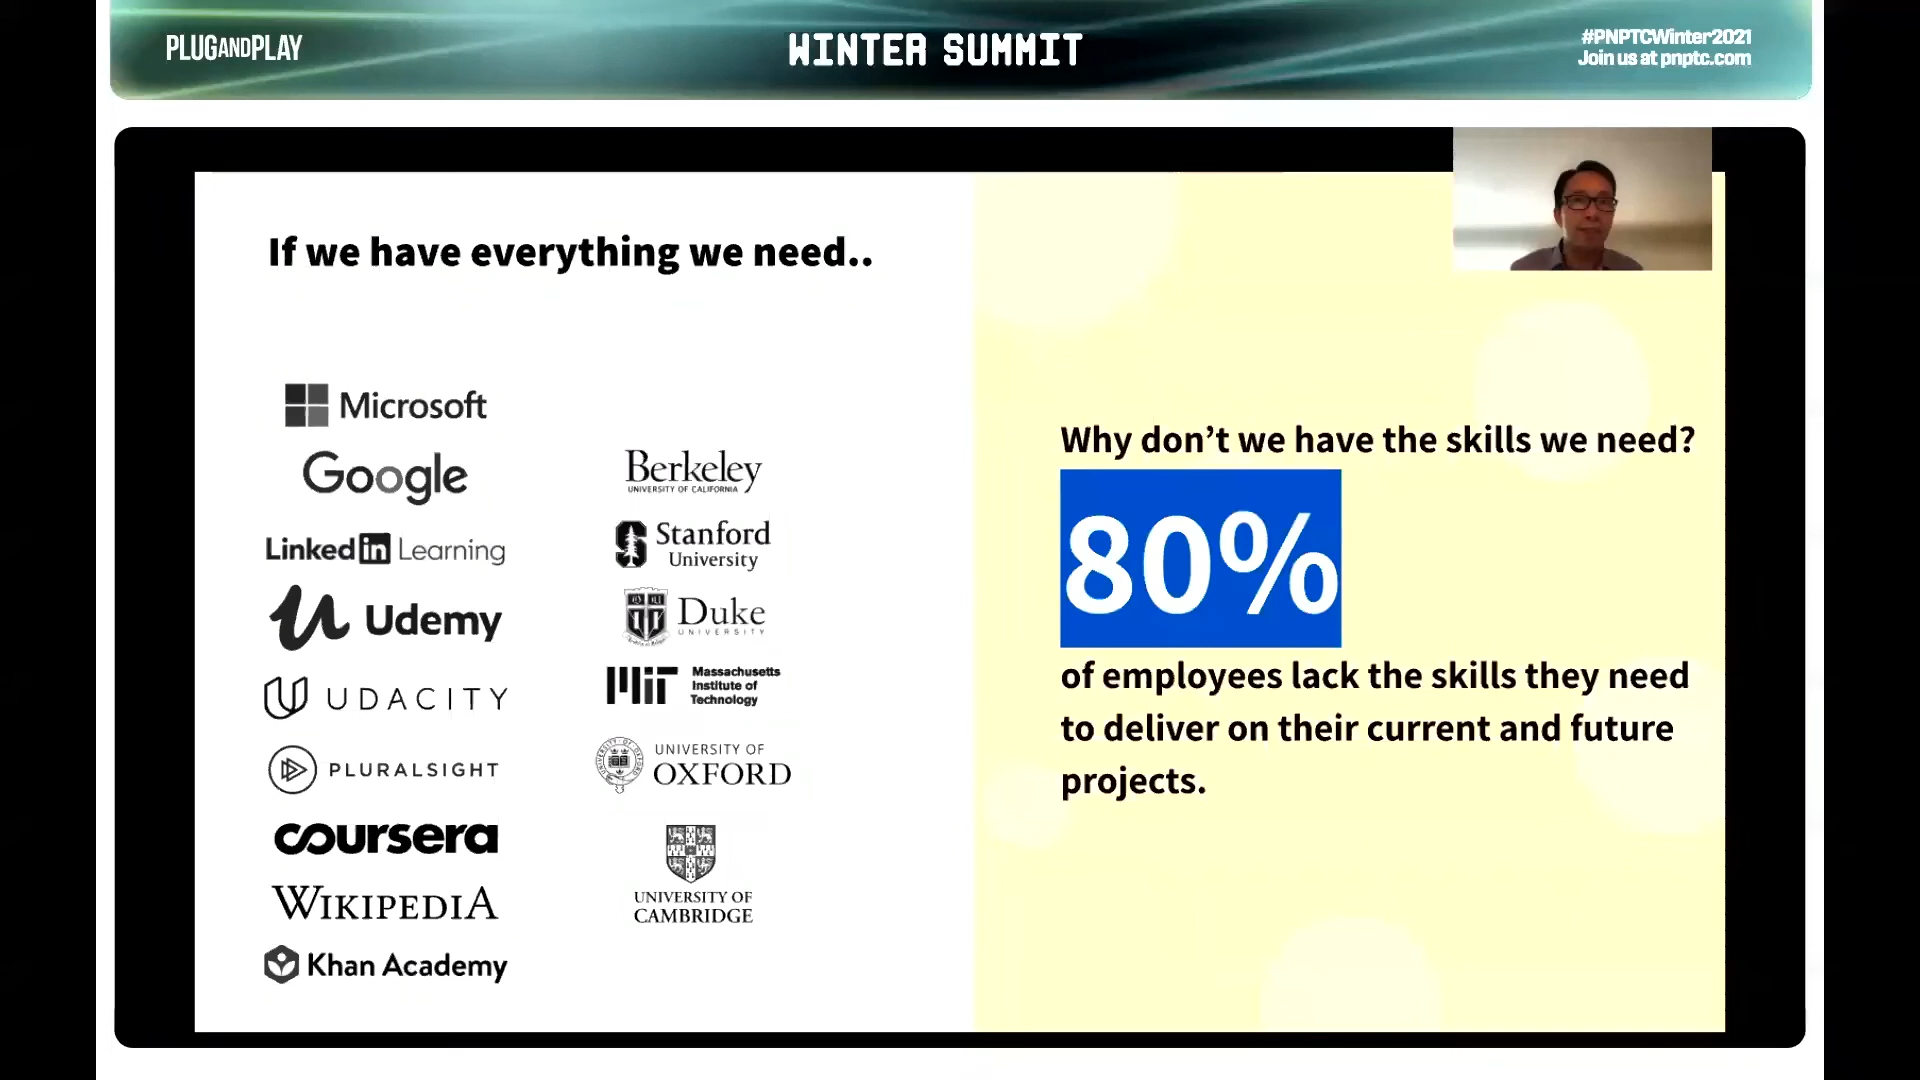 PLUGANDPLAY
WINTER SUMMIT
#PNPTCWinter2021
Join us at pnptc.com
If we have everything we need..
Microsoft
Google
Linked in Learning
Udemy
UDACITY
PLURALSIGHT
coursera
WIKIPEDIA
Khan Academy
Berkeley
UNIVERSITY OF CALIFORNIA
Stanford
University
Duke
UNIVERSITY
MIT
Massachusetts
Institute of
Technology
UNIVERSITY OF
OXFORD
UNIVERSITY OF
CAMBRIDGE
Why don't we have the skills we need?
80%
of employees lack the skills they need
to deliver on their current and future
projects.